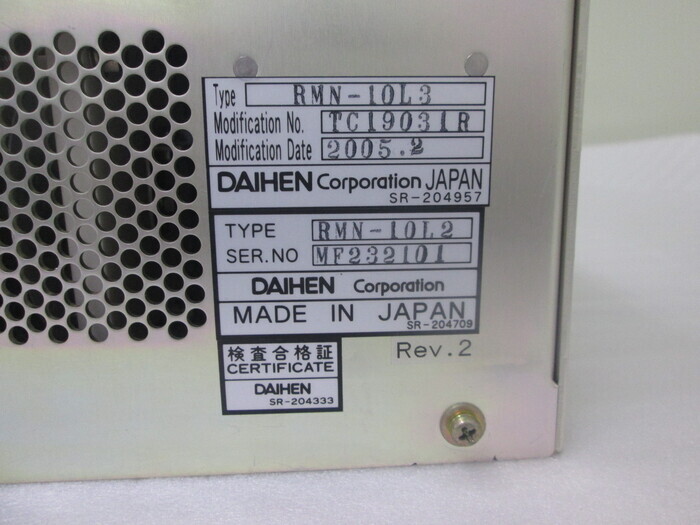 Type RMN-10L3
Modification No. TC19031R
Modification Date 2005.2
DAIHEN Corporation JAPAN
SR-204957
TYPE RMN-10L2
SER.NO MF232101
DAIHEN Corporation
MADE IN JAPAN
SR-204709
検査合格証
CERTIFICATE
DAIHEN
SR-204333
Rev.2